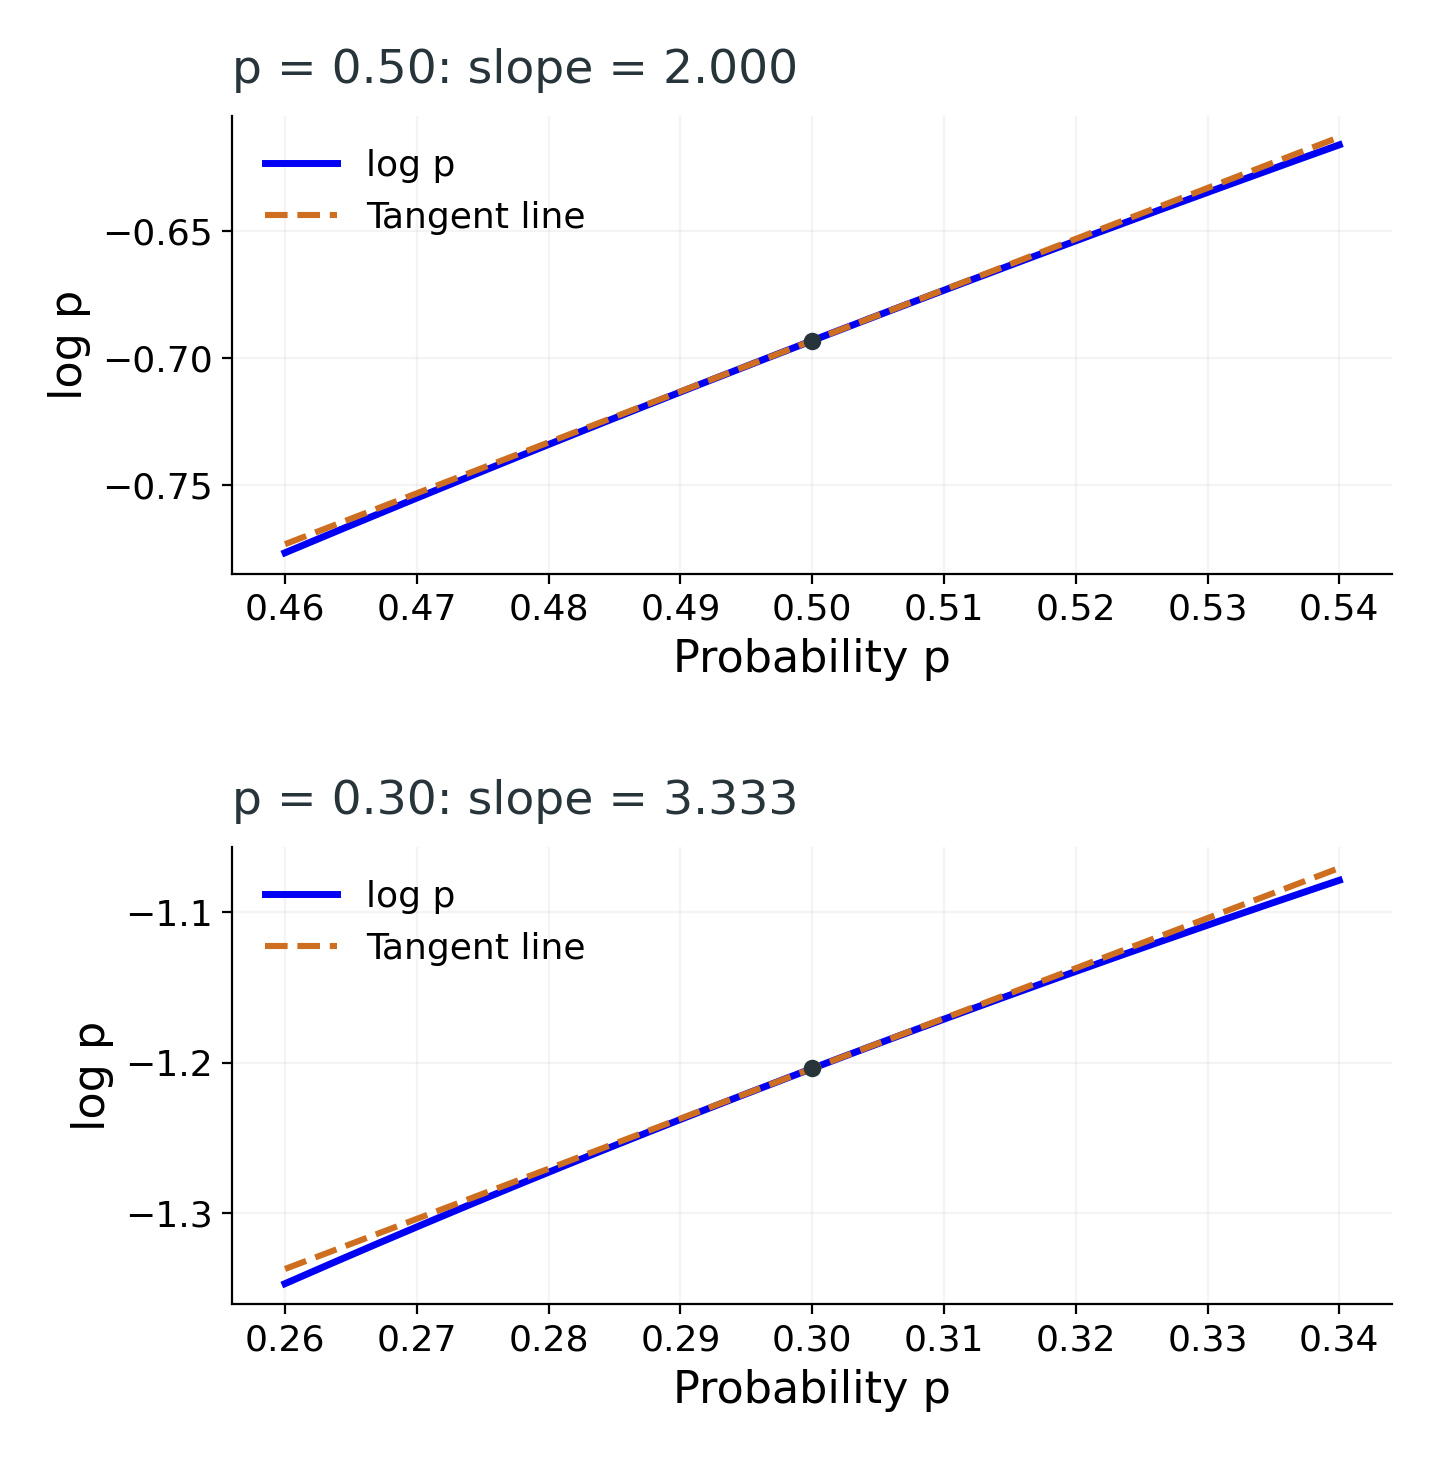 p = 0.50: slope = 2.000
log p
Tangent line
−0.65
−0.70
−0.75
log p
0.46 0.47 0.48 0.49 0.50 0.51 0.52 0.53 0.54
Probability p
p = 0.30: slope = 3.333
log p
Tangent line
−1.1
−1.2
−1.3
log p
0.26 0.27 0.28 0.29 0.30 0.31 0.32 0.33 0.34
Probability p